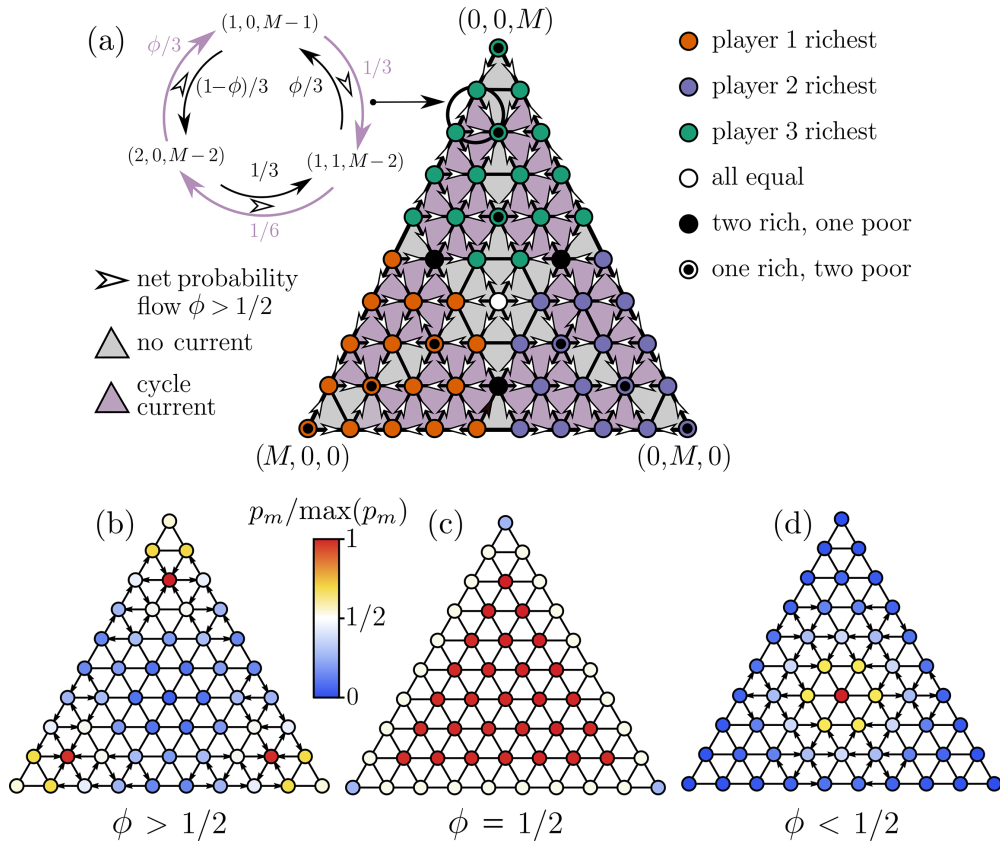 (a)
(1,0,M−1)
ϕ/3
(1−ϕ)/3
ϕ/3
1/3
(2,0,M−2)
(1,1,M−2)
1/3
1/6
net probability
flow ϕ > 1/2
no current
cycle
current
(0,0,M)
(M,0,0)
(0,M,0)
player 1 richest
player 2 richest
player 3 richest
all equal
two rich, one poor
one rich, two poor
(b)
p_m/max(p_m)
1
1/2
0
(c)
(d)
ϕ > 1/2
ϕ = 1/2
ϕ < 1/2